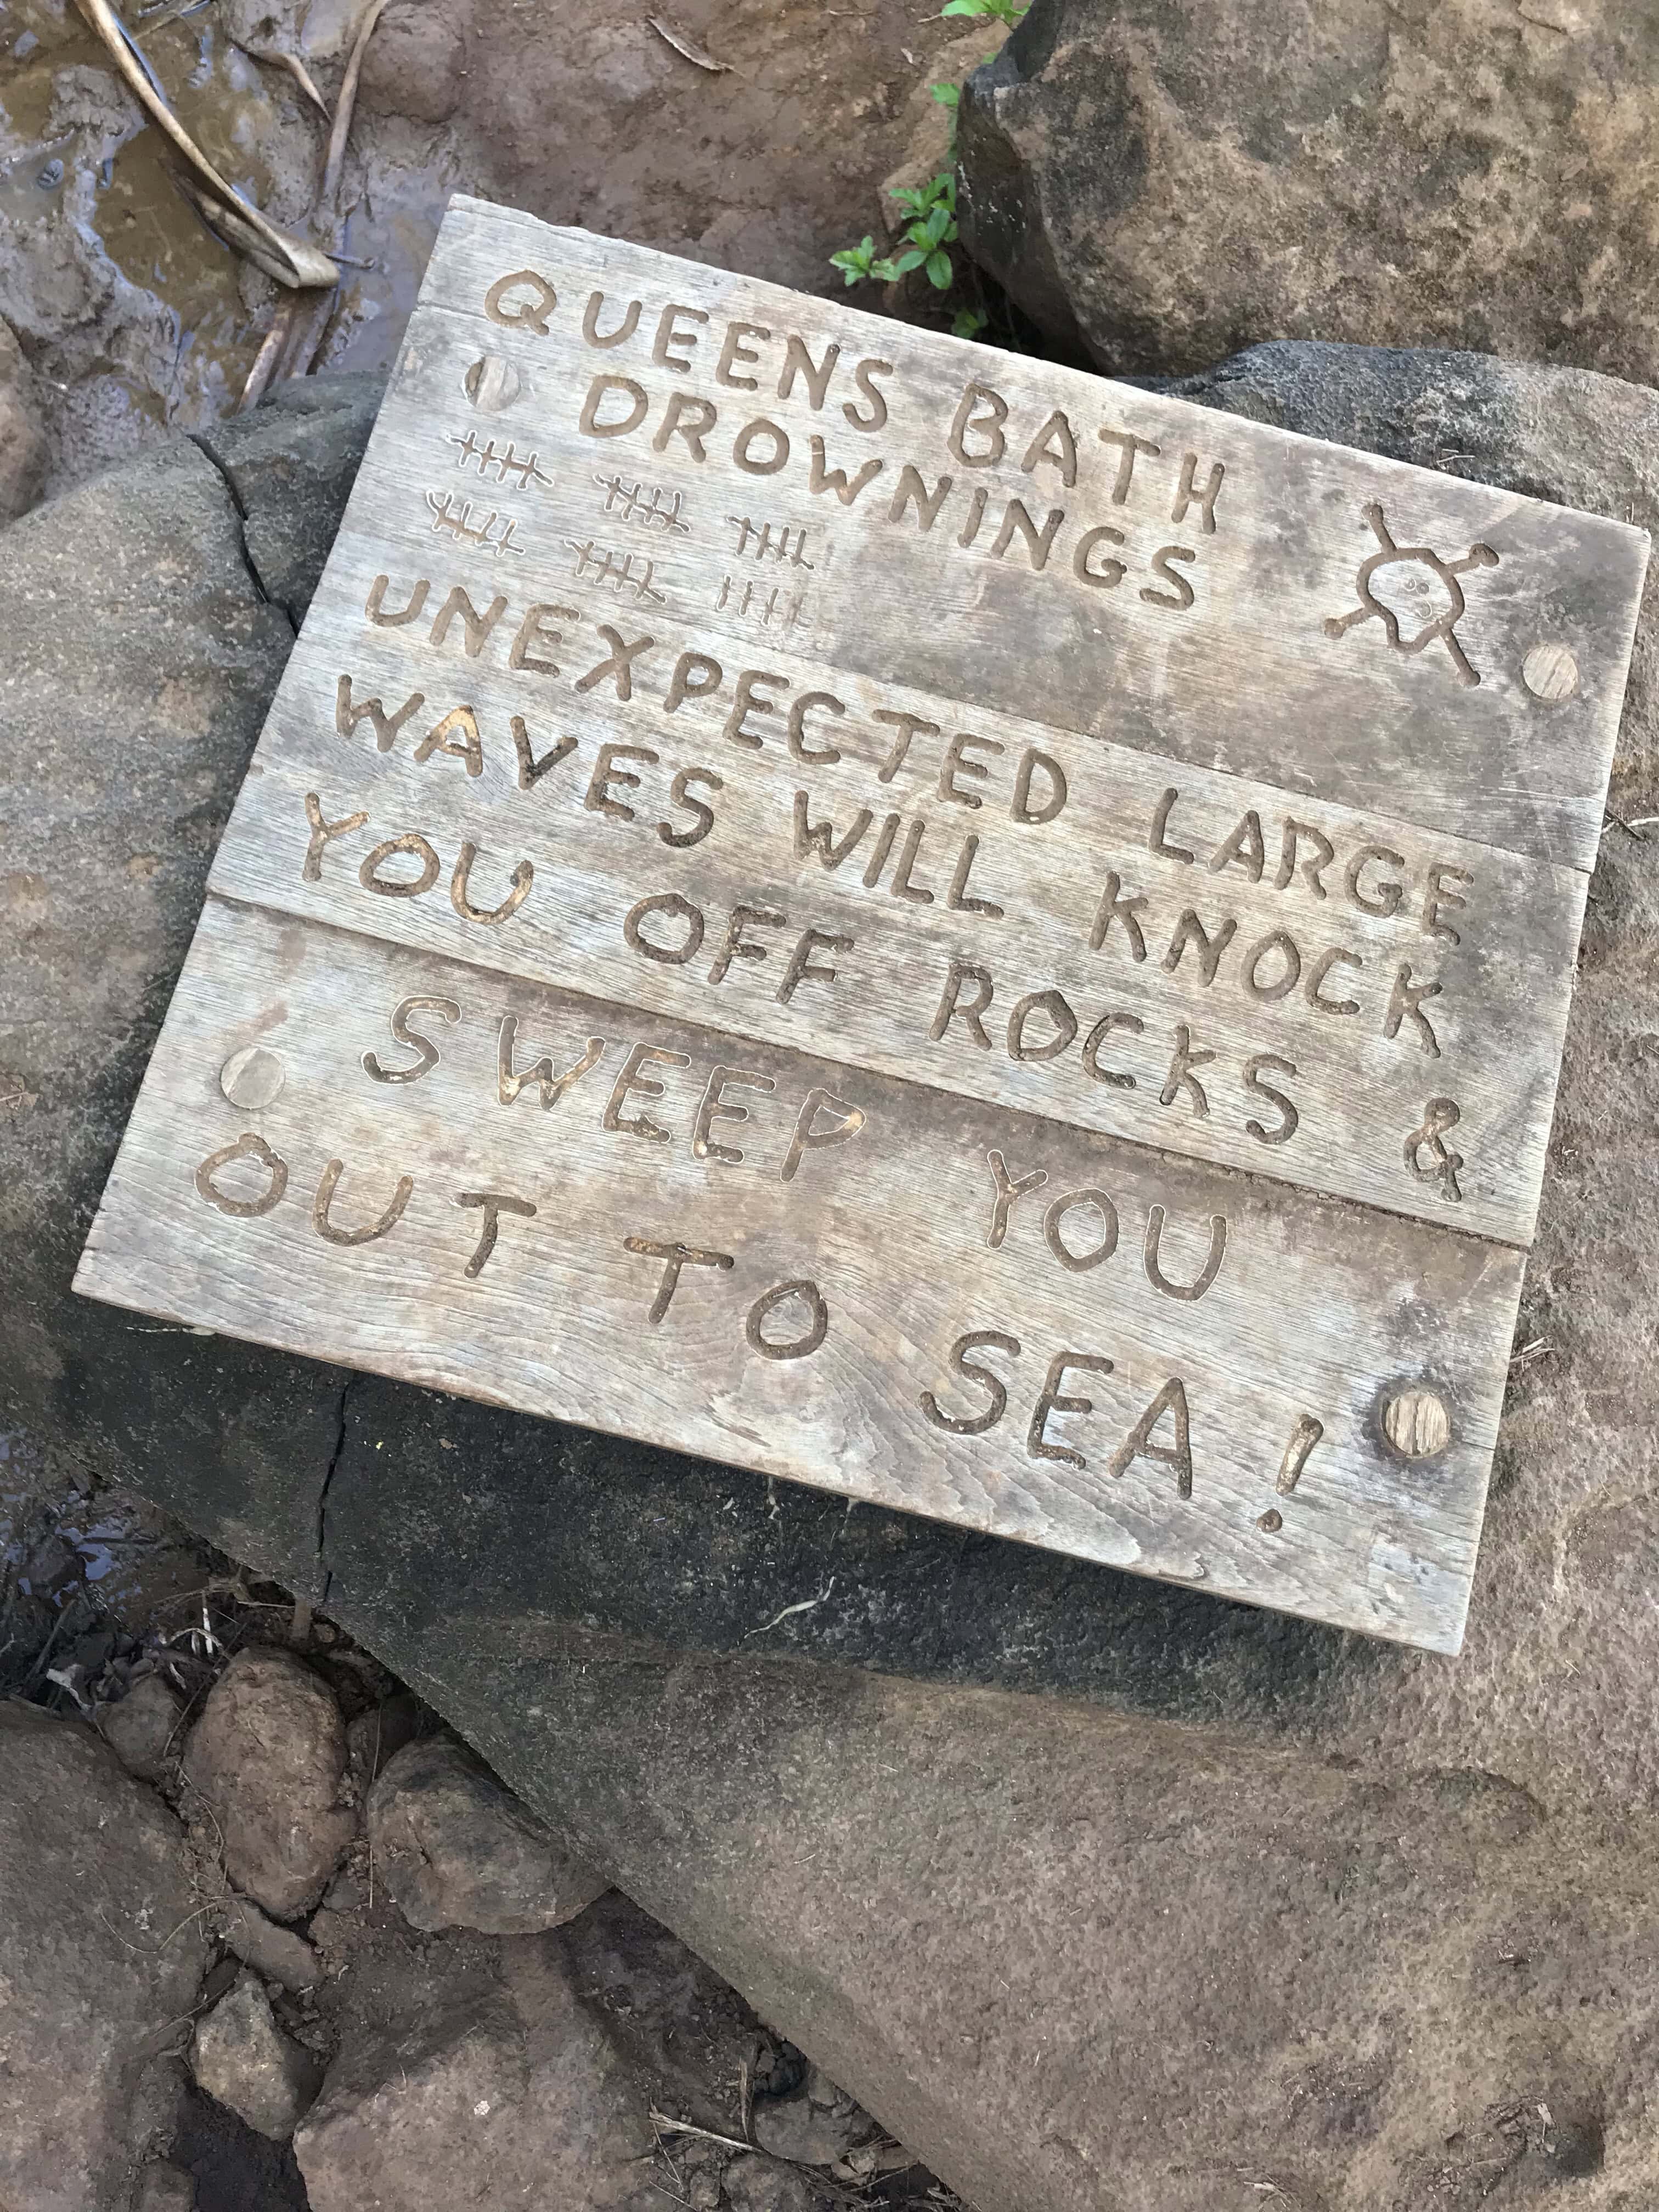 QUEENS BATH
DROWNINGS
UNEXPECTED LARGE
WAVES WILL KNOCK
YOU OFF ROCKS &
SWEEP YOU
OUT TO SEA!